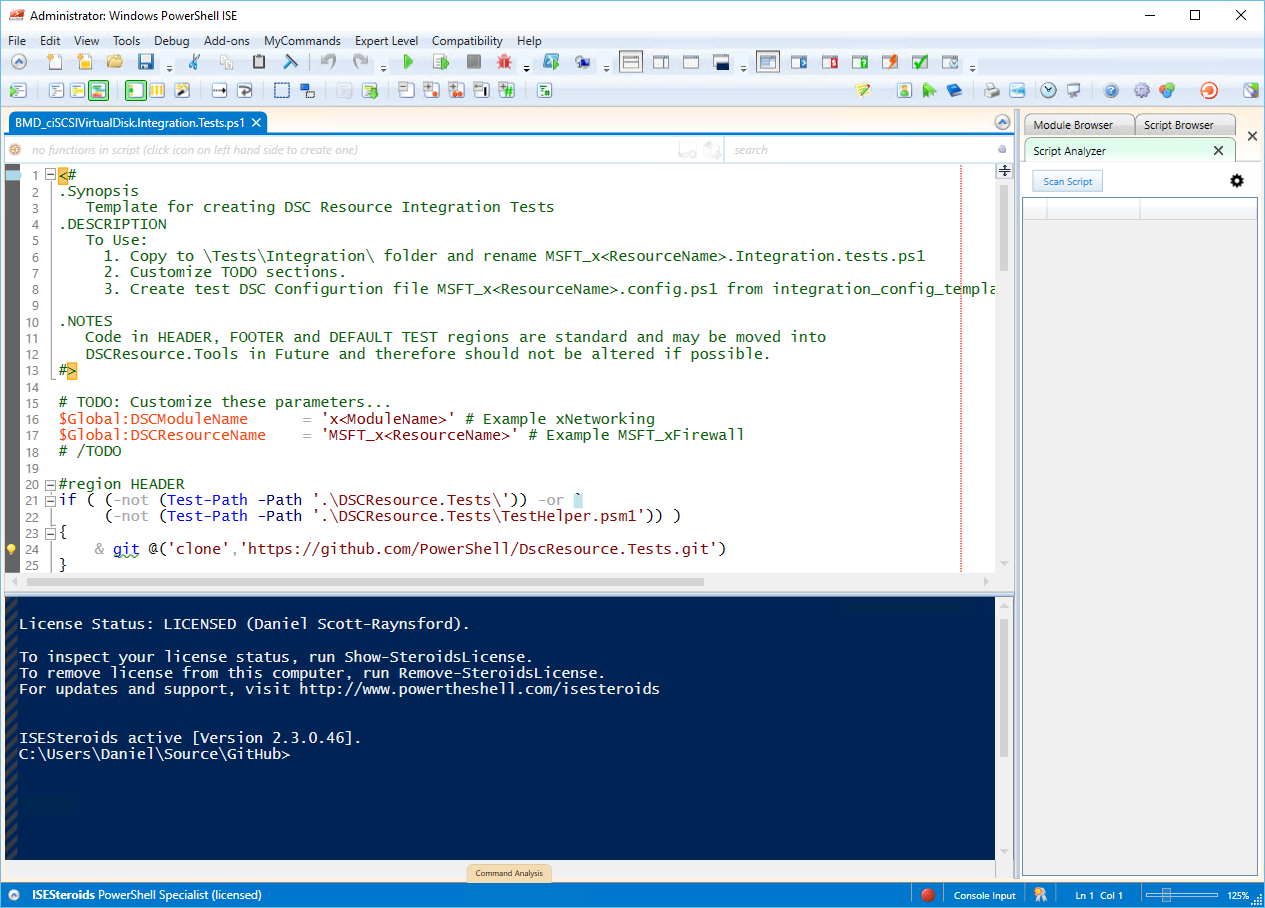 Administrator: Windows PowerShell ISE
File Edit View Tools Debug Add-ons MyCommands Expert Level Compatibility Help
BMD_ciSCSIVirtualDisk.Integration.Tests.ps1
no functions in script (click icon on left hand side to create one)
search
1 <#
2 .Synopsis
3 Template for creating DSC Resource Integration Tests
4 .DESCRIPTION
5 To Use:
6 1. Copy to \Tests\Integration\ folder and rename MSFT_x<ResourceName>.Integration.tests.ps1
7 2. Customize TODO sections.
8 3. Create test DSC Configurtion file MSFT_x<ResourceName>.config.ps1 from integration_config_templa
9
10 .NOTES
11 Code in HEADER, FOOTER and DEFAULT TEST regions are standard and may be moved into
12 DSCResource.Tools in Future and therefore should not be altered if possible.
13 #>
14
15 # TODO: Customize these parameters...
16 $Global:DSCModuleName = 'x<ModuleName>' # Example xNetworking
17 $Global:DSCResourceName = 'MSFT_x<ResourceName>' # Example MSFT_xFirewall
18 # /TODO
19
20 #region HEADER
21 if ( (-not (Test-Path -Path '.\DSCResource.Tests\')) -or `
22 (-not (Test-Path -Path '.\DSCResource.Tests\TestHelper.psm1')) )
23 {
24 & git @('clone','https://github.com/PowerShell/DscResource.Tests.git')
25 }
Module Browser Script Browser
Script Analyzer
Scan Script
License Status: LICENSED (Daniel Scott-Raynsford).
To inspect your license status, run Show-SteroidsLicense.
To remove license from this computer, run Remove-SteroidsLicense.
For updates and support, visit http://www.powertheshell.com/isesteroids
ISESteroids active [Version 2.3.0.46].
C:\Users\Daniel\Source\GitHub>
Command Analysis
ISESteroids PowerShell Specialist (licensed)
Console Input
Ln 1 Col 1
125%